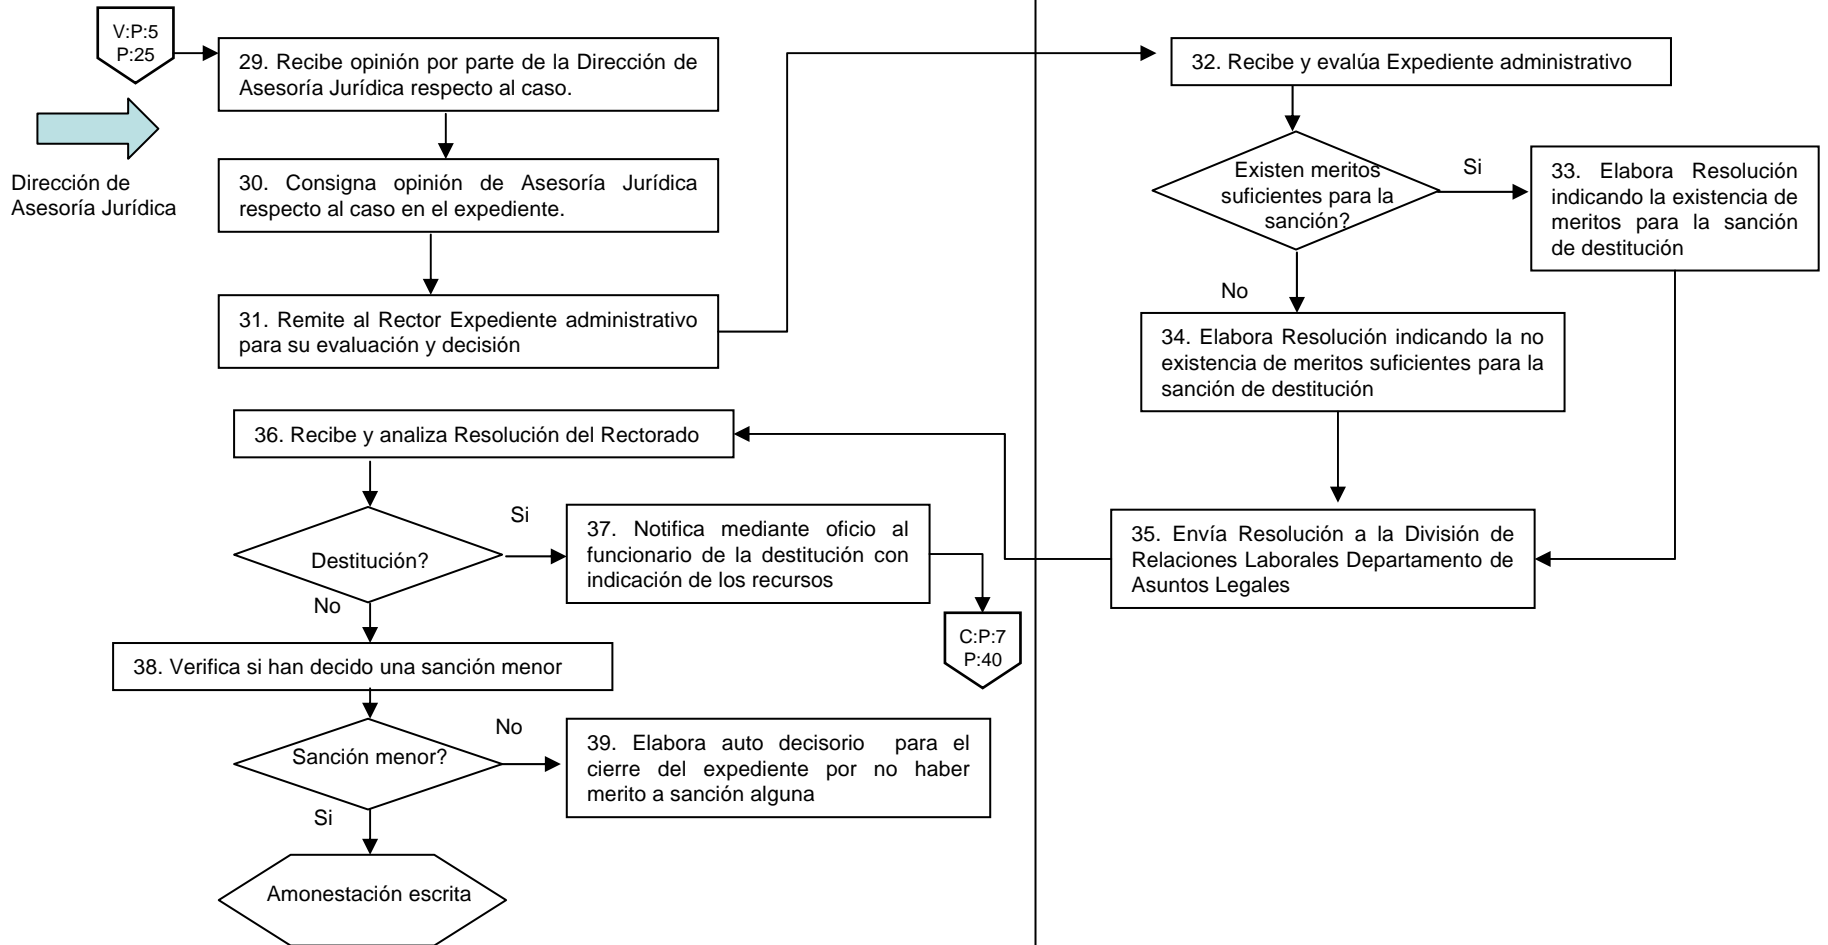 V:P:5
P:25
29. Recibe opinión por parte de la Dirección de
Asesoría Jurídica respecto al caso.
Dirección de
Asesoría Jurídica
30. Consigna opinión de Asesoría Jurídica
respecto al caso en el expediente.
31. Remite al Rector Expediente administrativo
para su evaluación y decisión
32. Recibe y evalúa Expediente administrativo
Existen meritos
suficientes para la
sanción?
Si
33. Elabora Resolución
indicando la existencia de
meritos para la sanción
de destitución
No
34. Elabora Resolución indicando la no
existencia de meritos suficientes para la
sanción de destitución
35. Envía Resolución a la División de
Relaciones Laborales Departamento de
Asuntos Legales
36. Recibe y analiza Resolución del Rectorado
Destitución?
Si
37. Notifica mediante oficio al
funcionario de la destitución con
indicación de los recursos
C:P:7
P:40
No
38. Verifica si han decido una sanción menor
Sanción menor?
No
39. Elabora auto decisorio para el
cierre del expediente por no haber
merito a sanción alguna
Si
Amonestación escrita